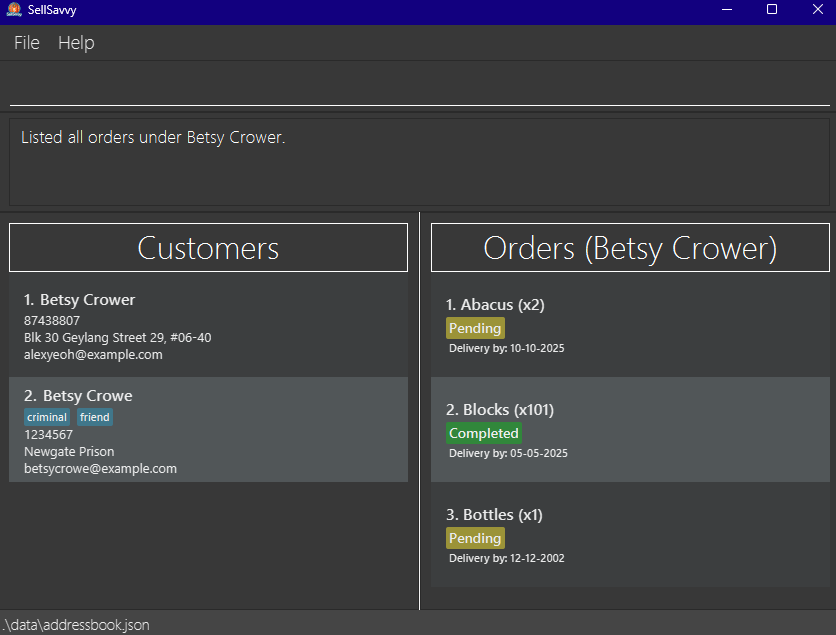 SellSavvy
File Help
Listed all orders under Betsy Crower.
Customers
1. Betsy Crower
87438807
Blk 30 Geylang Street 29, #06-40
alexyeoh@example.com
2. Betsy Crowe
criminal friend
1234567
Newgate Prison
betsycrowe@example.com
Orders (Betsy Crower)
1. Abacus (x2)
Pending
Delivery by: 10-10-2025
2. Blocks (x101)
Completed
Delivery by: 05-05-2025
3. Bottles (x1)
Pending
Delivery by: 12-12-2002
.\data\addressbook.json